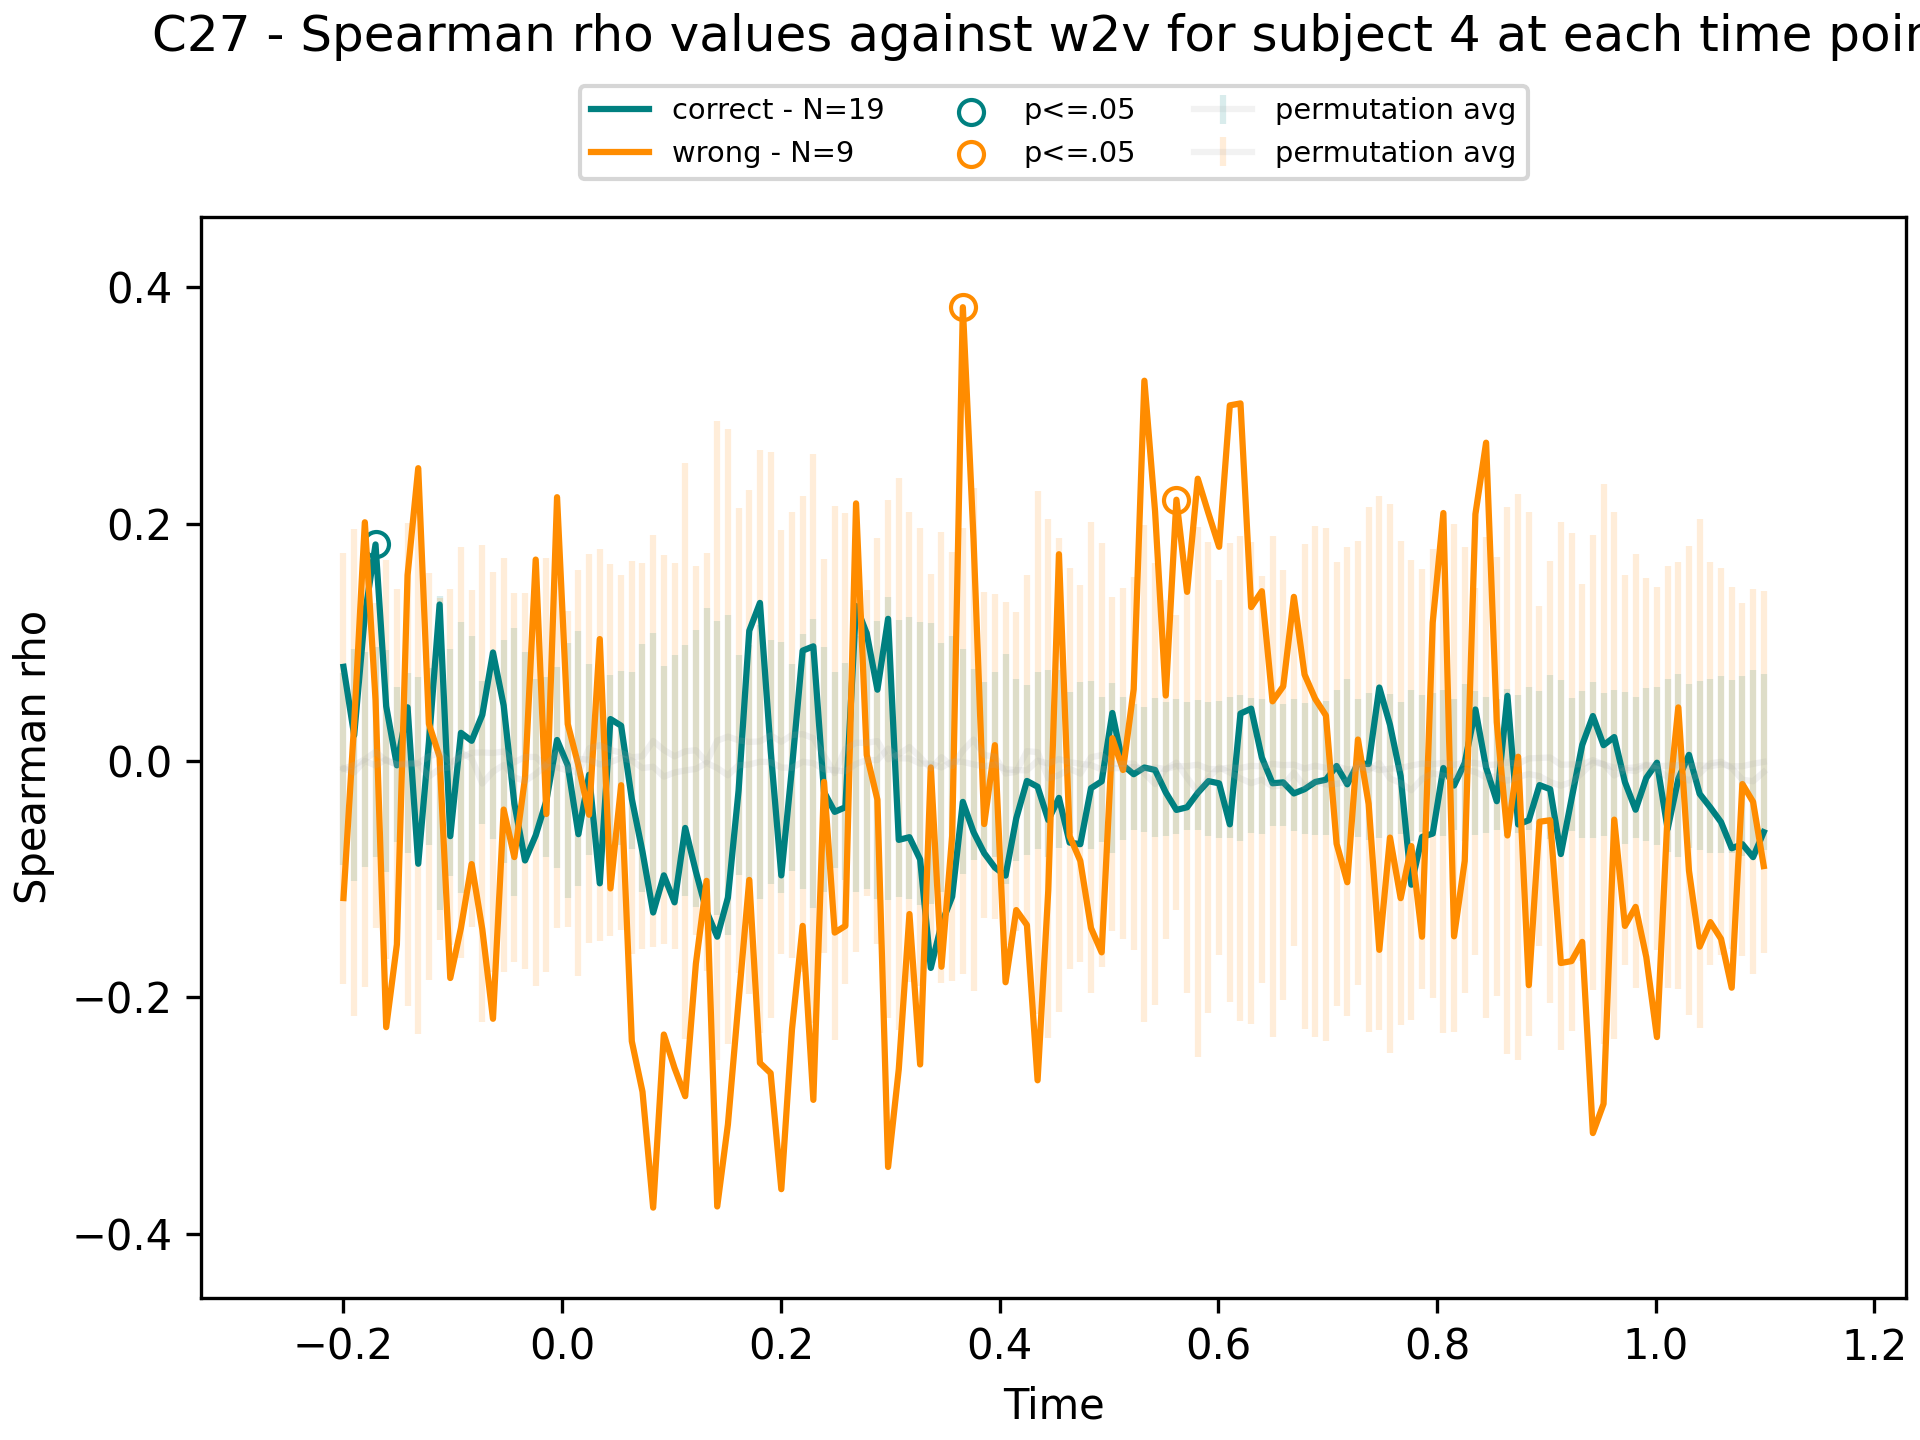 C27 - Spearman rho values against w2v for subject 4 at each time poin
correct - N=19
wrong - N=9
p<=.05
p<=.05
permutation avg
permutation avg
Spearman rho
0.4
0.2
0.0
−0.2
−0.4
−0.2 0.0 0.2 0.4 0.6 0.8 1.0 1.2
Time